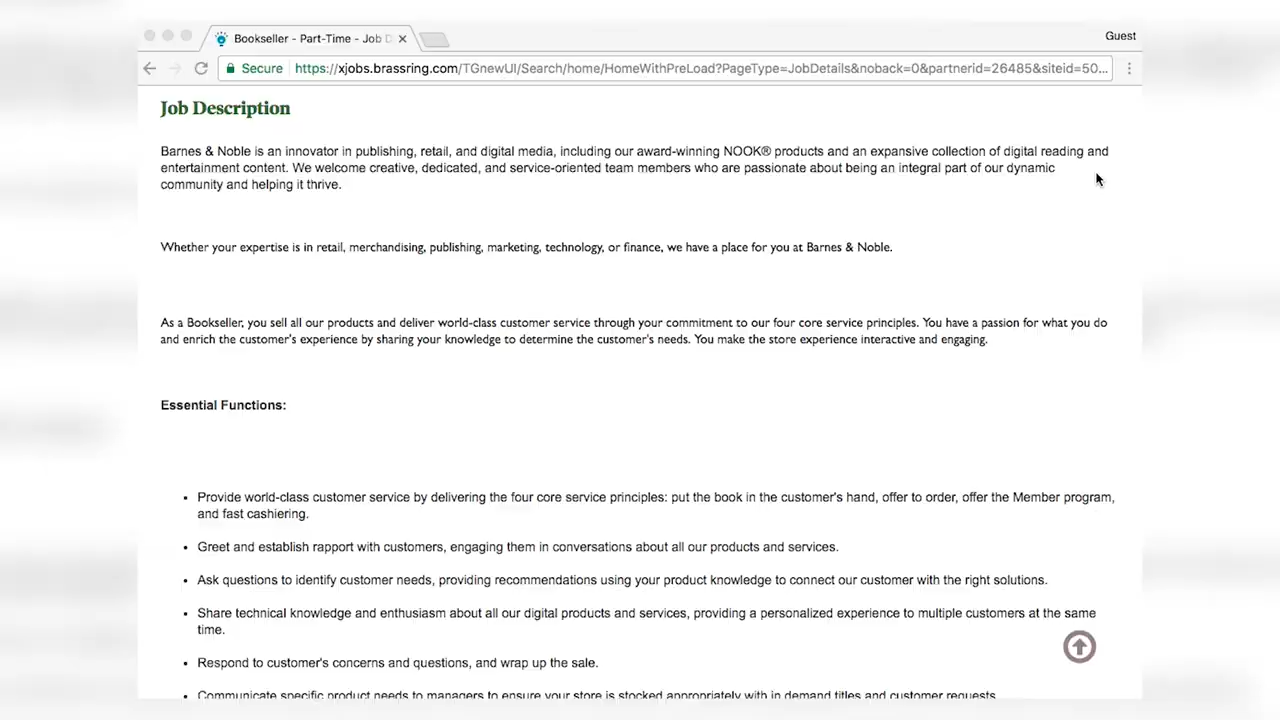 Bookseller - Part-Time - Job D
Guest
Secure
https://xjobs.brassring.com/TGnewUI/Search/home/HomeWithPreLoad?PageType=JobDetails&noback=0&partnerid=26485&siteid=50...
Job Description
Barnes & Noble is an innovator in publishing, retail, and digital media, including our award-winning NOOK® products and an expansive collection of digital reading and
entertainment content. We welcome creative, dedicated, and service-oriented team members who are passionate about being an integral part of our dynamic
community and helping it thrive.
Whether your expertise is in retail, merchandising, publishing, marketing, technology, or finance, we have a place for you at Barnes & Noble.
As a Bookseller, you sell all our products and deliver world-class customer service through your commitment to our four core service principles. You have a passion for what you do
and enrich the customer's experience by sharing your knowledge to determine the customer's needs. You make the store experience interactive and engaging.
Essential Functions:
• Provide world-class customer service by delivering the four core service principles: put the book in the customer's hand, offer to order, offer the Member program,
and fast cashiering.
• Greet and establish rapport with customers, engaging them in conversations about all our products and services.
• Ask questions to identify customer needs, providing recommendations using your product knowledge to connect our customer with the right solutions.
• Share technical knowledge and enthusiasm about all our digital products and services, providing a personalized experience to multiple customers at the same
time.
• Respond to customer's concerns and questions, and wrap up the sale.
• Communicate specific product needs to managers to ensure your store is stocked appropriately with in demand titles and customer requests.